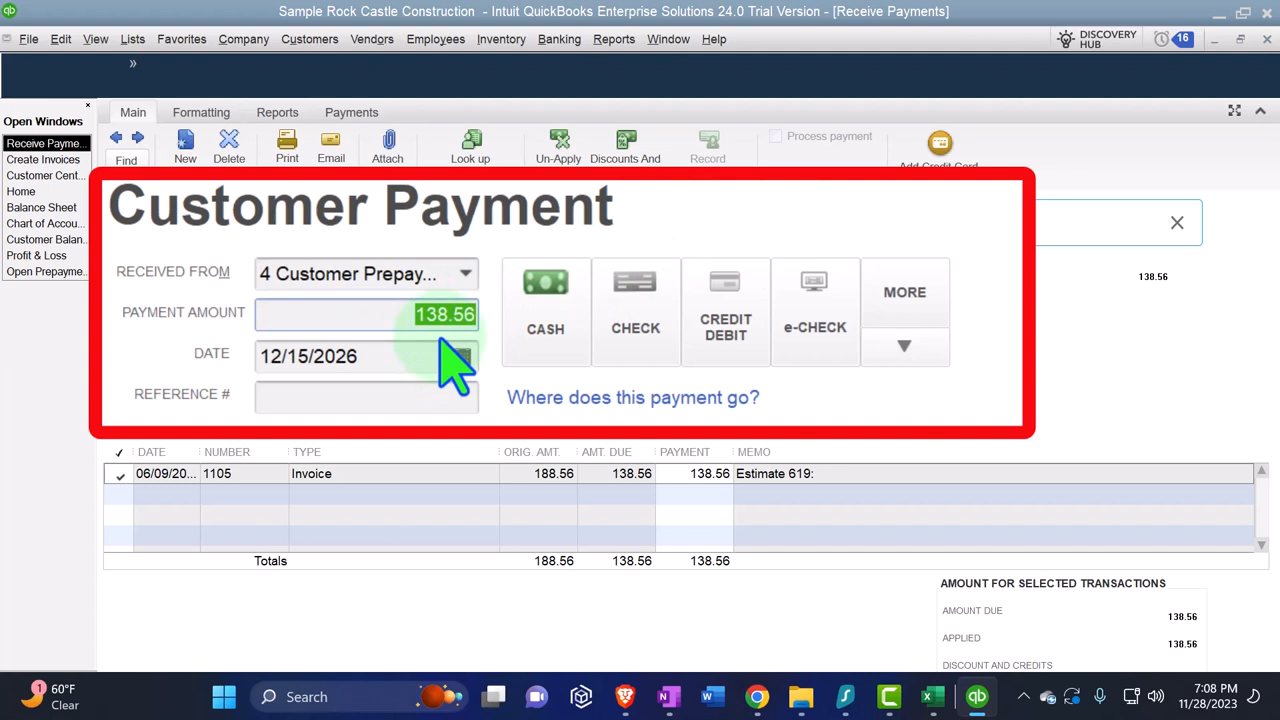 Sample Rock Castle Construction - Intuit QuickBooks Enterprise Solutions 24.0 Trial Version - [Receive Payments]
File Edit View Lists Favorites Company Customers Vendors Employees Inventory Banking Reports Window Help
DISCOVERY
HUB
16
»
Main Formatting Reports Payments
Open Windows
Receive Payme...
Create Invoices
Customer Cent...
Home
Balance Sheet
Chart of Accou...
Customer Balan...
Profit & Loss
Open Prepayme...
Find New Delete Print Email Attach Look up Un-Apply Discounts And Record
Process payment
Add Credit Card
Customer Payment
RECEIVED FROM 4 Customer Prepay...
PAYMENT AMOUNT 138.56
DATE 12/15/2026
REFERENCE #
CASH CHECK CREDIT
DEBIT e-CHECK MORE
Where does this payment go?
138.56
DATE NUMBER TYPE ORIG. AMT. AMT. DUE PAYMENT MEMO
06/09/20... 1105 Invoice 188.56 138.56 138.56 Estimate 619:
Totals 188.56 138.56 138.56
AMOUNT FOR SELECTED TRANSACTIONS
AMOUNT DUE 138.56
APPLIED 138.56
DISCOUNT AND CREDITS
1
60°F
Clear
Search
7:08 PM
11/28/2023